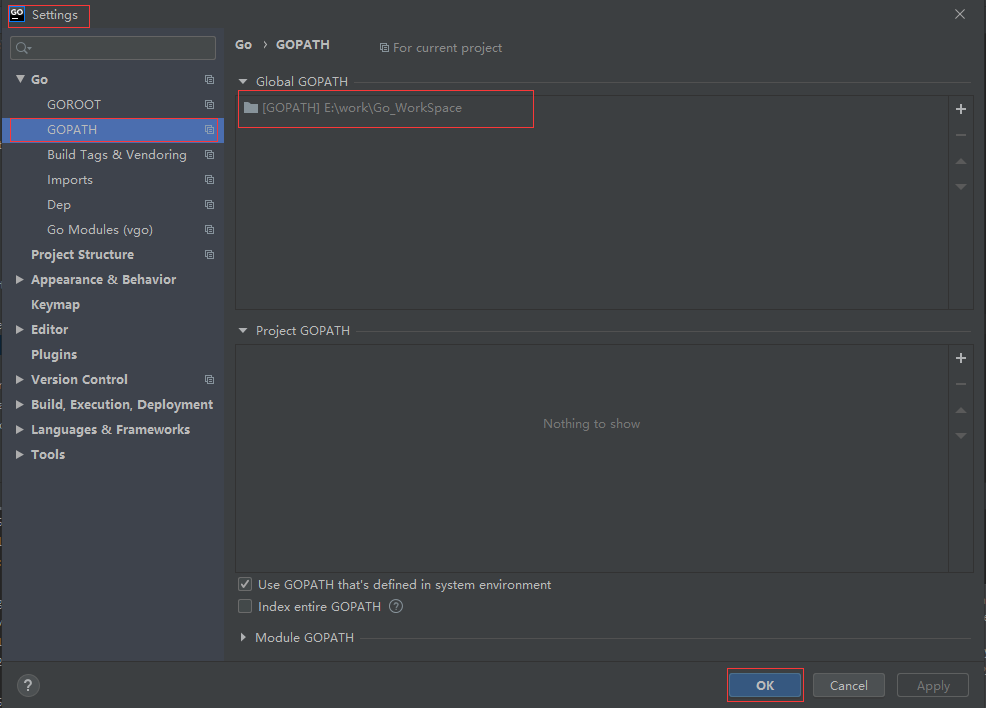 GO Settings
Go › GOPATH For current project
Go
GOROOT
GOPATH
Build Tags & Vendoring
Imports
Dep
Go Modules (vgo)
Project Structure
Appearance & Behavior
Keymap
Editor
Plugins
Version Control
Build, Execution, Deployment
Languages & Frameworks
Tools
Global GOPATH
[GOPATH] E:\work\Go_WorkSpace
Project GOPATH
Nothing to show
Use GOPATH that's defined in system environment
Index entire GOPATH ?
Module GOPATH
?
OK Cancel Apply